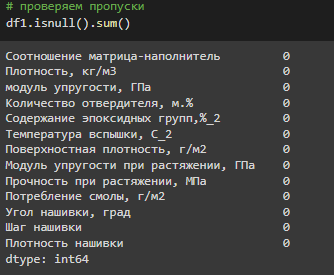 # проверяем пропуски
df1.isnull().sum()
Соотношение матрица-наполнитель 0
Плотность, кг/м3 0
модуль упругости, ГПа 0
Количество отвердителя, м.% 0
Содержание эпоксидных групп,%_2 0
Температура вспышки, С_2 0
Поверхностная плотность, г/м2 0
Модуль упругости при растяжении, ГПа 0
Прочность при растяжении, МПа 0
Потребление смолы, г/м2 0
Угол нашивки, град 0
Шаг нашивки 0
Плотность нашивки 0
dtype: int64